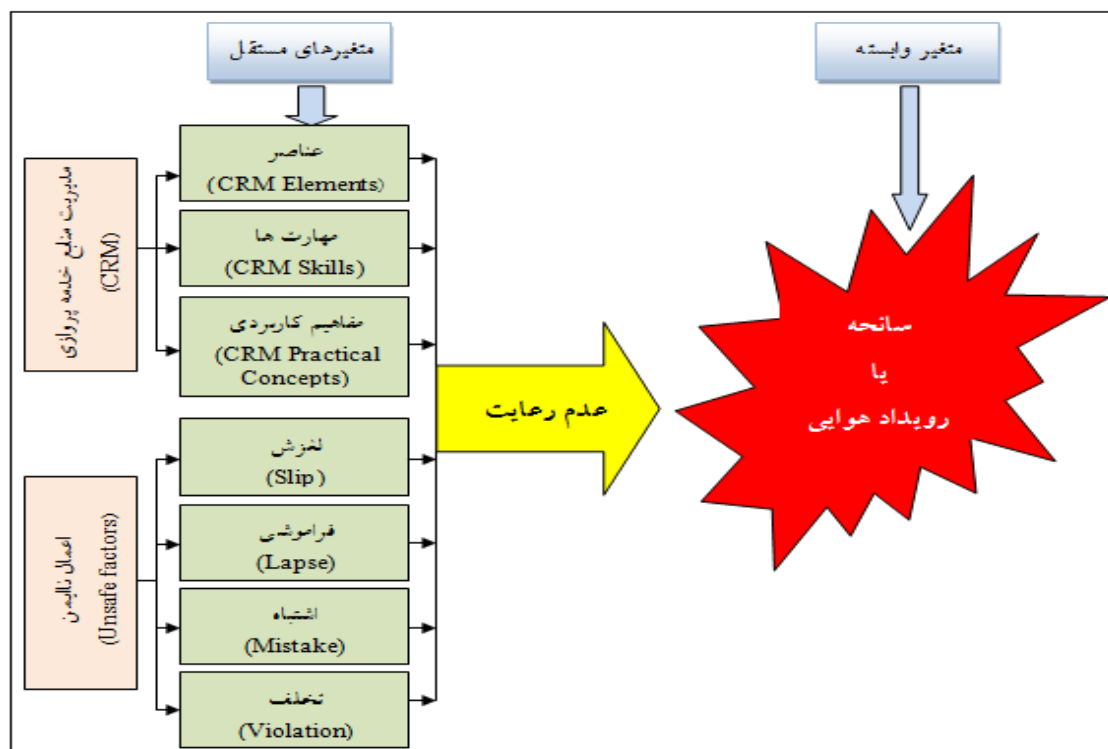 متغیرهای مستقل
متغیر وابسته
مدیریت منابع خدمه پروازی
(CRM)
عناصر
(CRM Elements)
مهارت ها
(CRM Skills)
مفاهیم کاربردی
(CRM Practical
Concepts)
اعمال ناایمن
(Unsafe factors)
لغزش
(Slip)
فراموشی
(Lapse)
اشتباه
(Mistake)
تخلف
(Violation)
عدم رعایت
سانحه
یا
رویداد هوایی